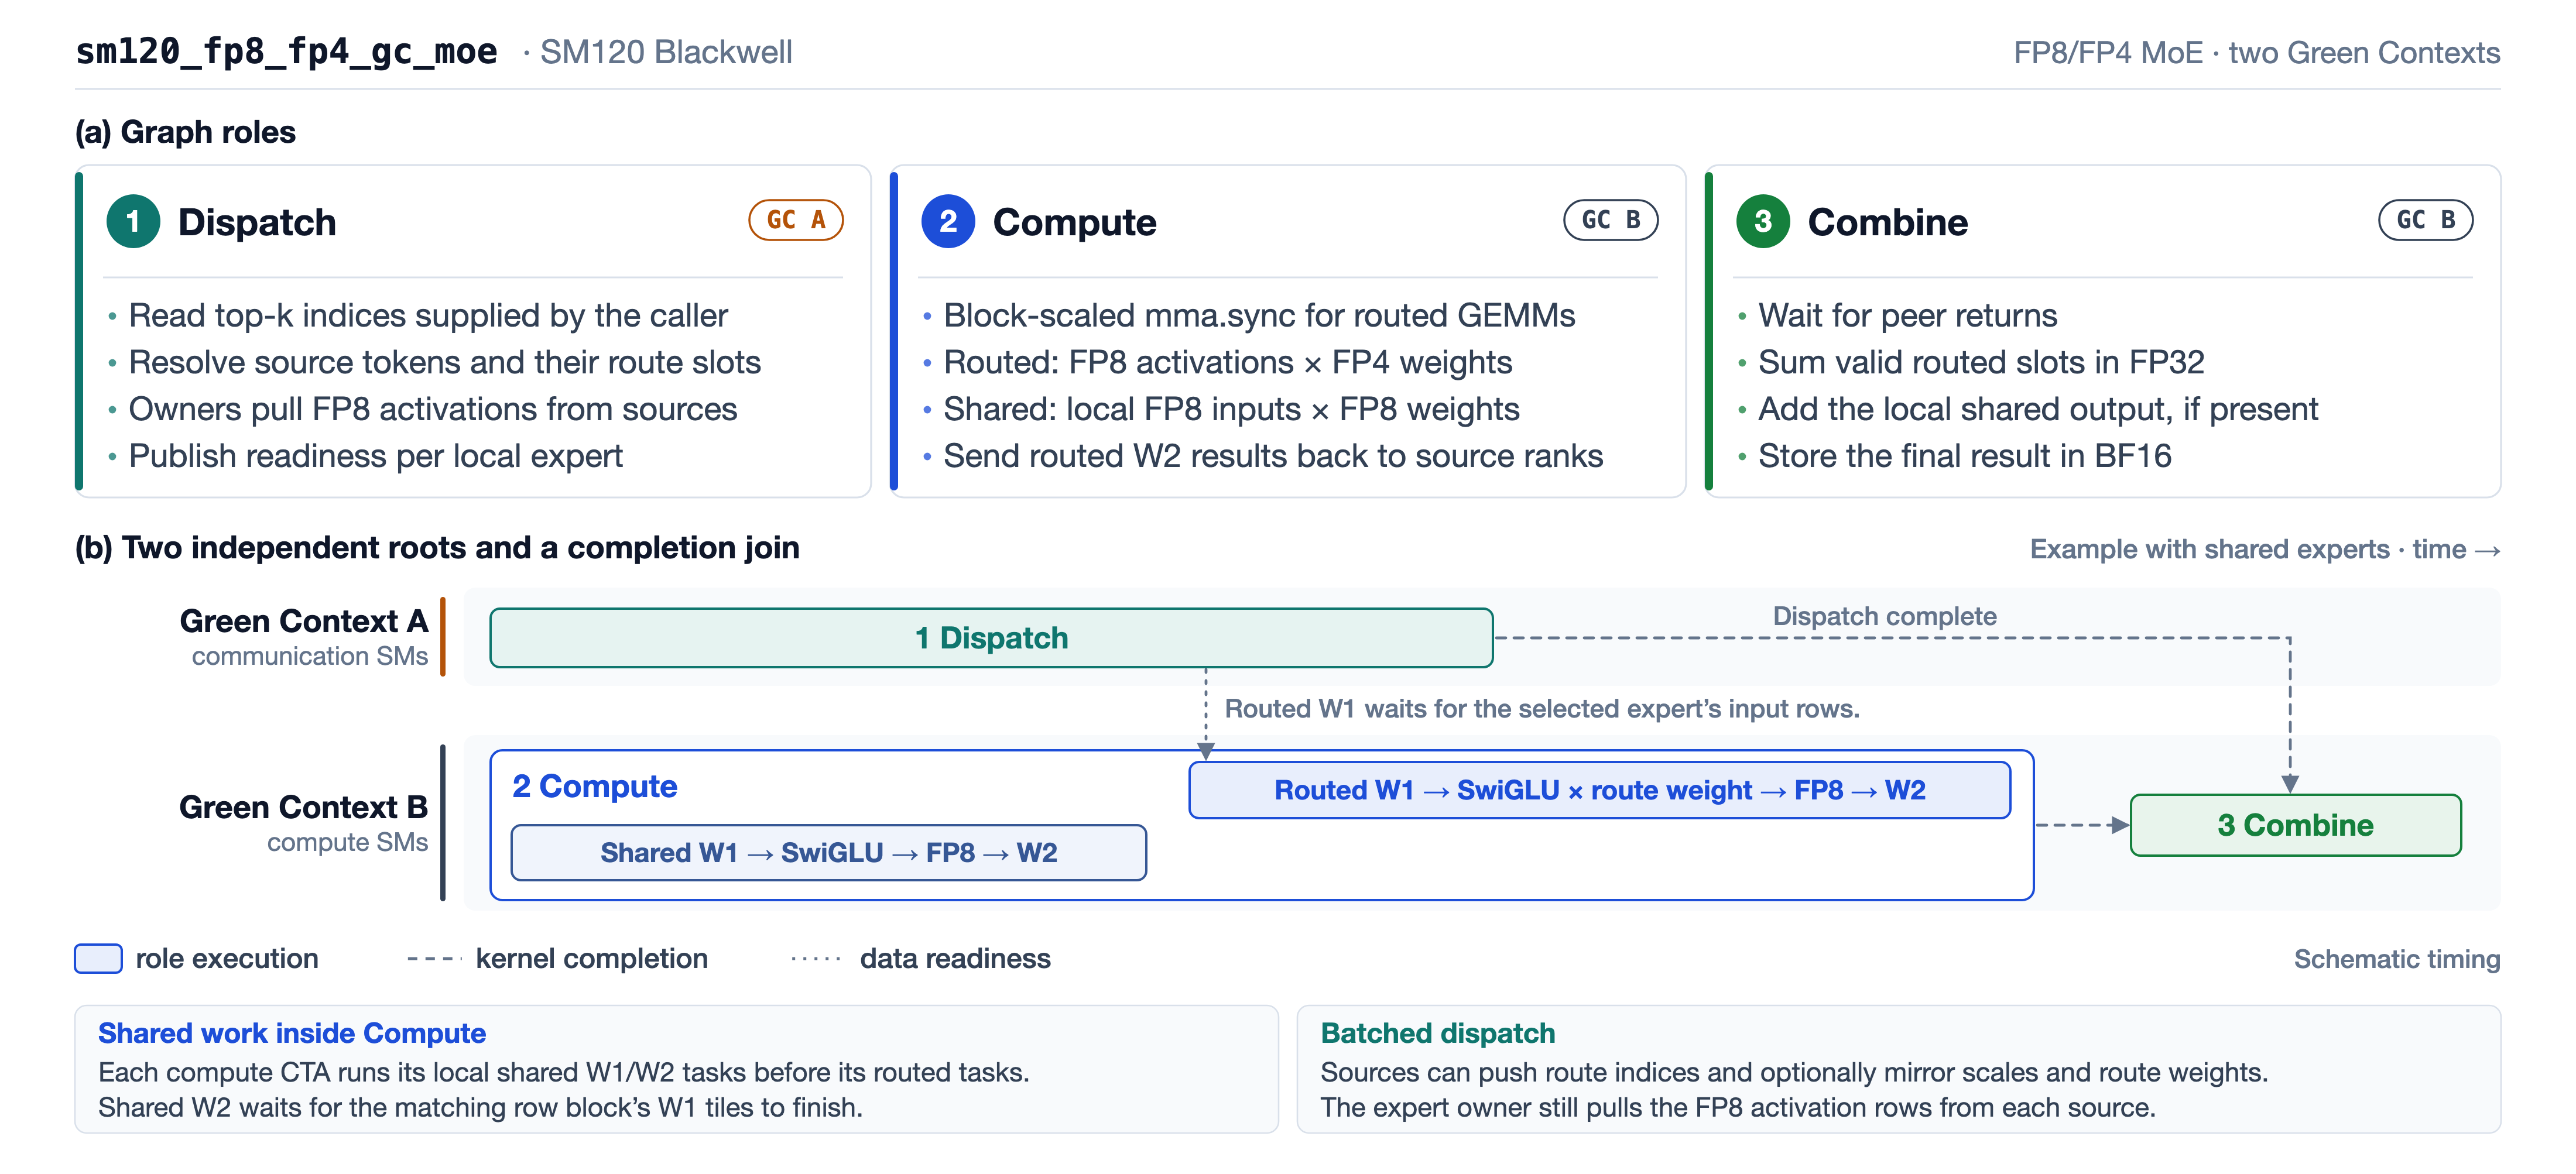 sm120_fp8_fp4_gc_moe · SM120 Blackwell
FP8/FP4 MoE · two Green Contexts
(a) Graph roles
1 Dispatch GC A
• Read top-k indices supplied by the caller
• Resolve source tokens and their route slots
• Owners pull FP8 activations from sources
• Publish readiness per local expert
2 Compute GC B
• Block-scaled mma.sync for routed GEMMs
• Routed: FP8 activations × FP4 weights
• Shared: local FP8 inputs × FP8 weights
• Send routed W2 results back to source ranks
3 Combine GC B
• Wait for peer returns
• Sum valid routed slots in FP32
• Add the local shared output, if present
• Store the final result in BF16
(b) Two independent roots and a completion join
Example with shared experts · time →
Green Context A
communication SMs
1 Dispatch
Dispatch complete
Routed W1 waits for the selected expert’s input rows.
Green Context B
compute SMs
2 Compute
Routed W1 → SwiGLU × route weight → FP8 → W2
Shared W1 → SwiGLU → FP8 → W2
3 Combine
role execution
kernel completion
data readiness
Schematic timing
Shared work inside Compute
Each compute CTA runs its local shared W1/W2 tasks before its routed tasks.
Shared W2 waits for the matching row block’s W1 tiles to finish.
Batched dispatch
Sources can push route indices and optionally mirror scales and route weights.
The expert owner still pulls the FP8 activation rows from each source.